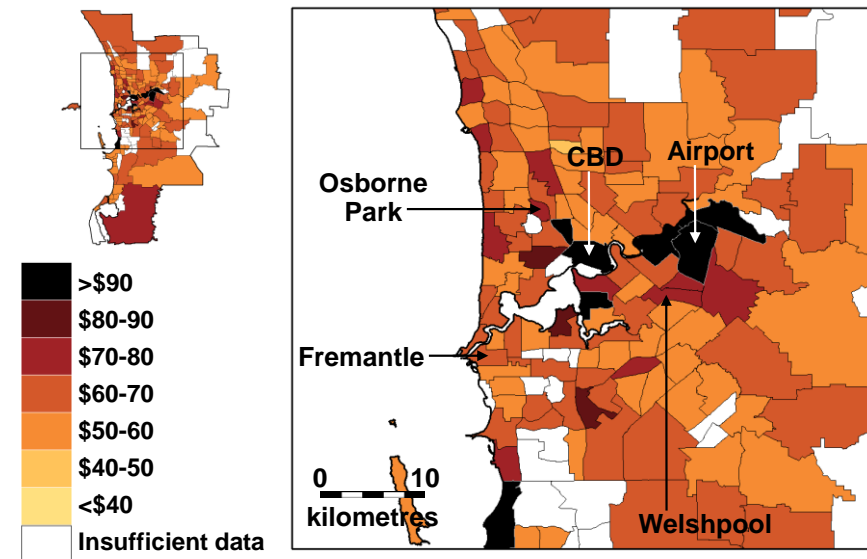 CBD
Airport
Osborne
Park
>$90
$80-90
$70-80
$60-70
$50-60
$40-50
<$40
Insufficient data
Fremantle
0 10
kilometres
Welshpool